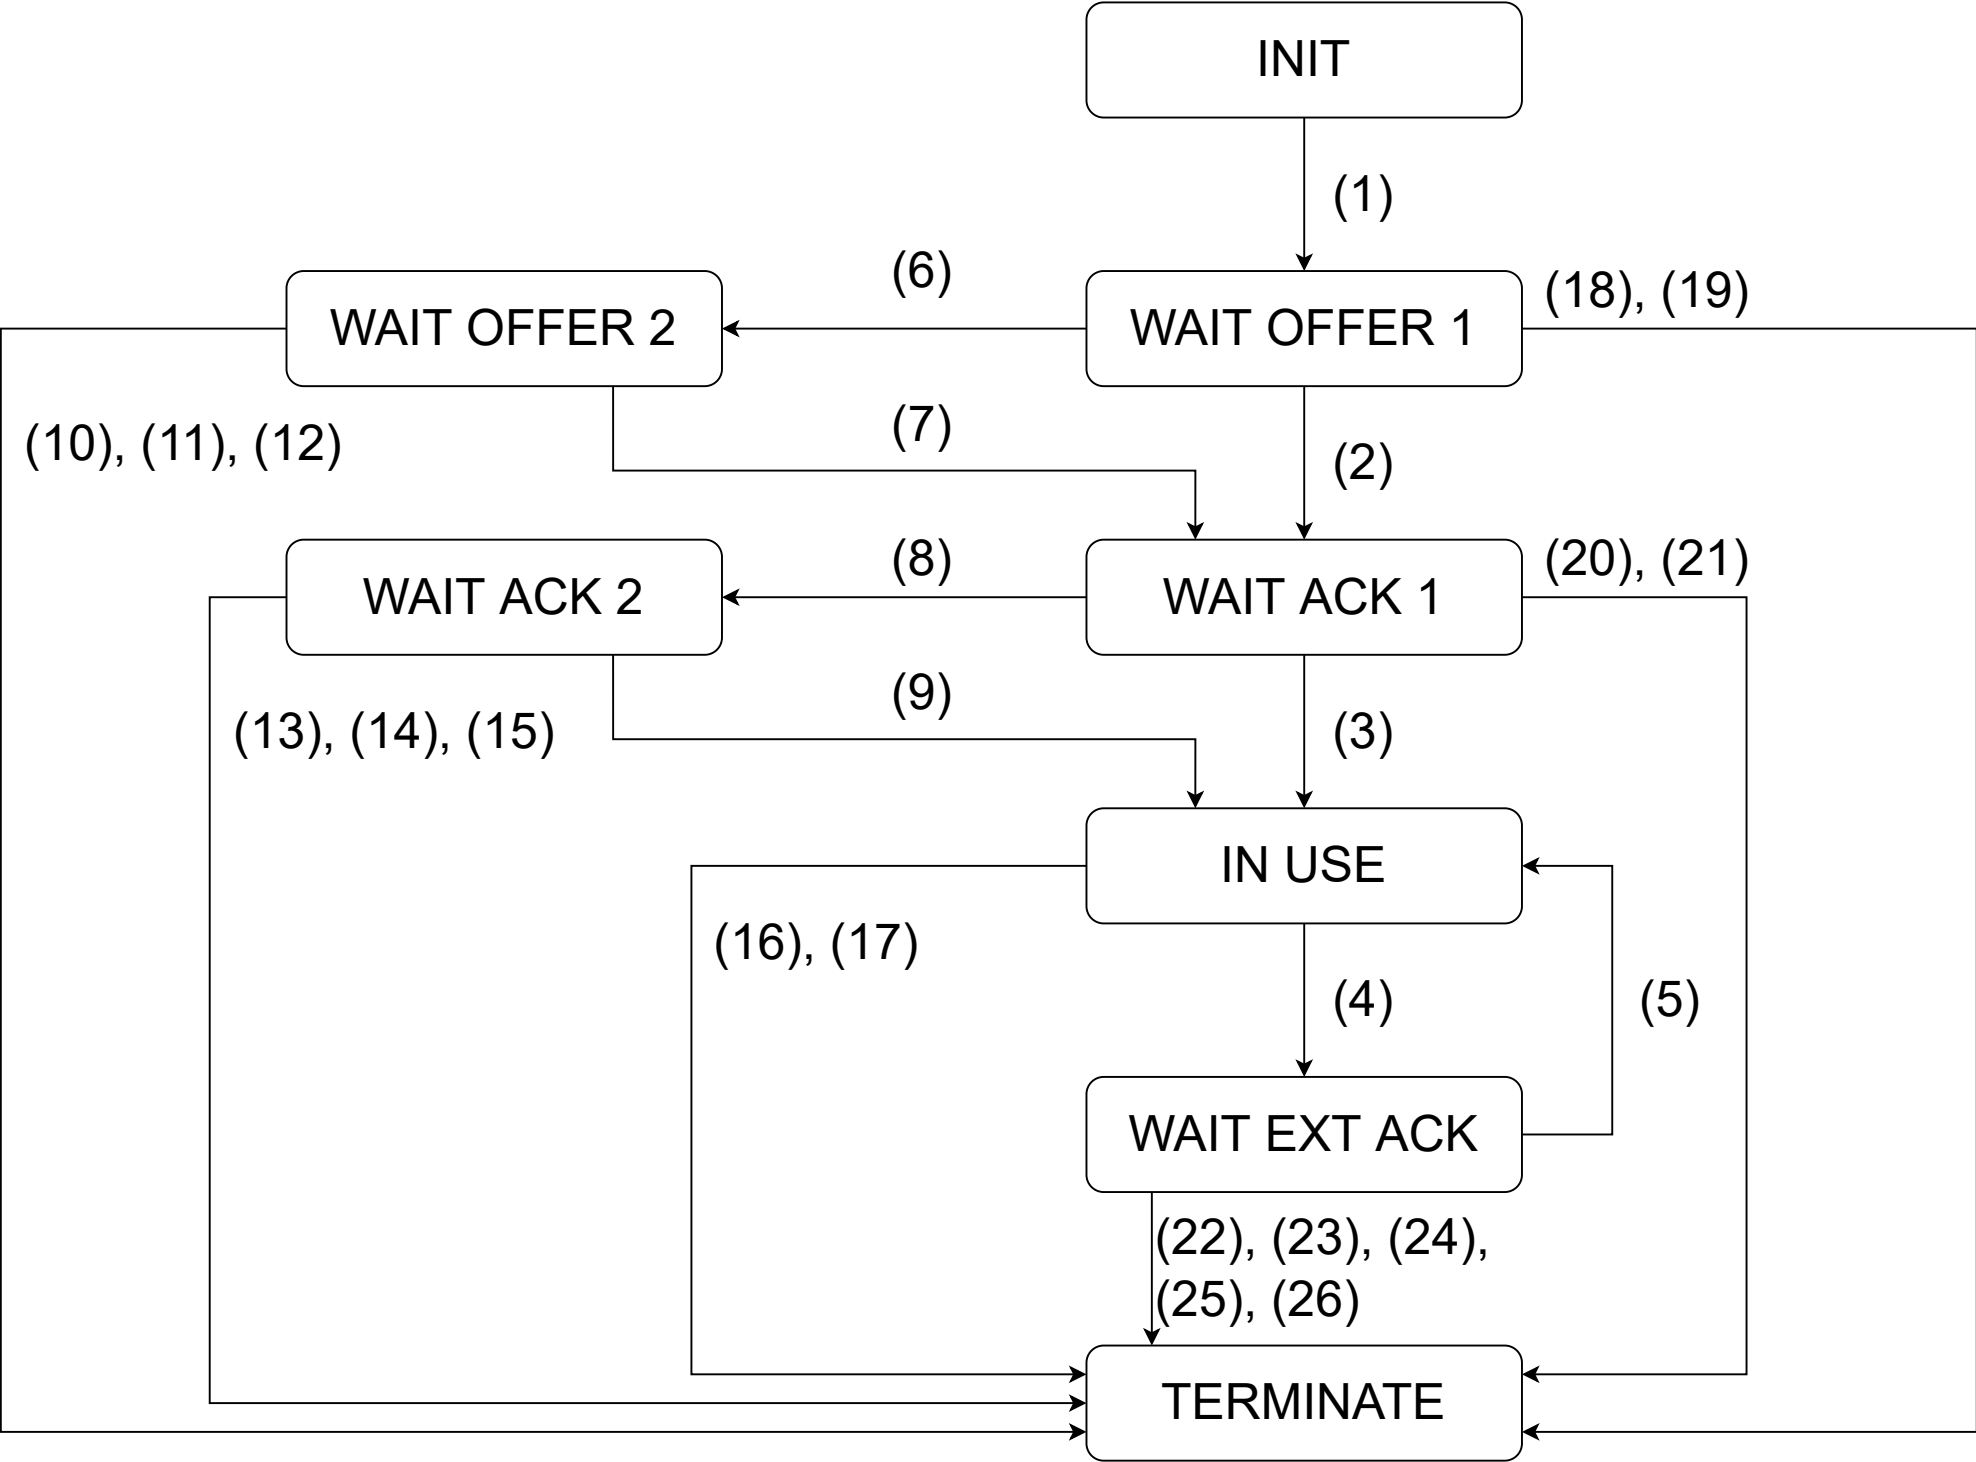 INIT
(1)
(6)
WAIT OFFER 2
WAIT OFFER 1
(18), (19)
(10), (11), (12)
(7)
(2)
WAIT ACK 2
(8)
WAIT ACK 1
(20), (21)
(13), (14), (15)
(9)
(3)
IN USE
(16), (17)
(4)
(5)
WAIT EXT ACK
(22), (23), (24),
(25), (26)
TERMINATE